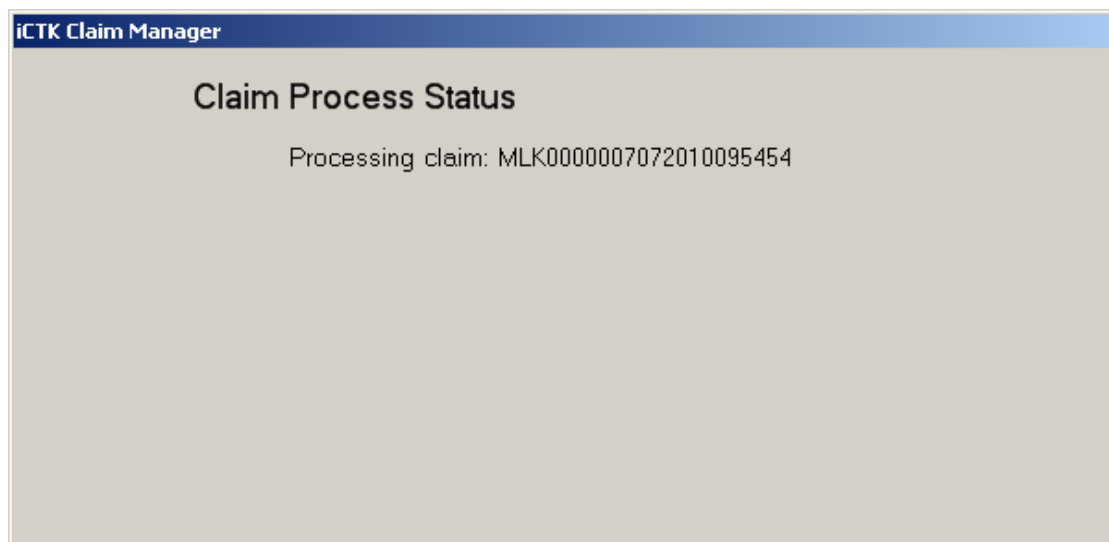 iCTK Claim Manager
Claim Process Status
Processing claim: MLK0000007072010095454